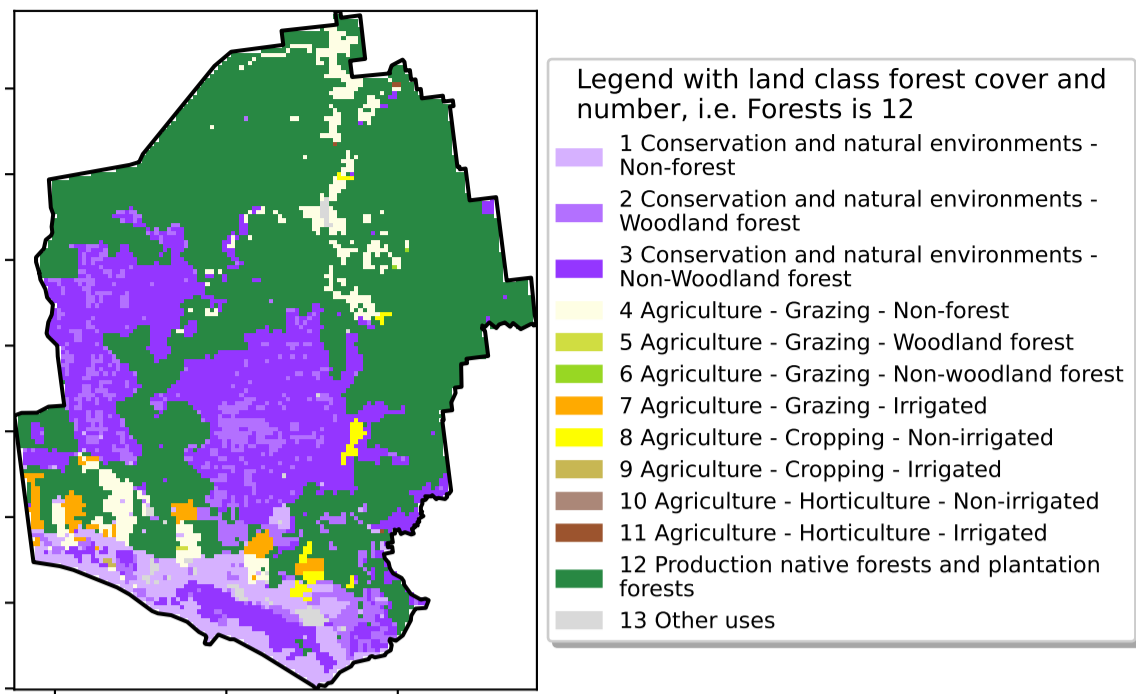 Legend with land class forest cover and
number, i.e. Forests is 12
1 Conservation and natural environments -
Non-forest
2 Conservation and natural environments -
Woodland forest
3 Conservation and natural environments -
Non-Woodland forest
4 Agriculture - Grazing - Non-forest
5 Agriculture - Grazing - Woodland forest
6 Agriculture - Grazing - Non-woodland forest
7 Agriculture - Grazing - Irrigated
8 Agriculture - Cropping - Non-irrigated
9 Agriculture - Cropping - Irrigated
10 Agriculture - Horticulture - Non-irrigated
11 Agriculture - Horticulture - Irrigated
12 Production native forests and plantation
forests
13 Other uses